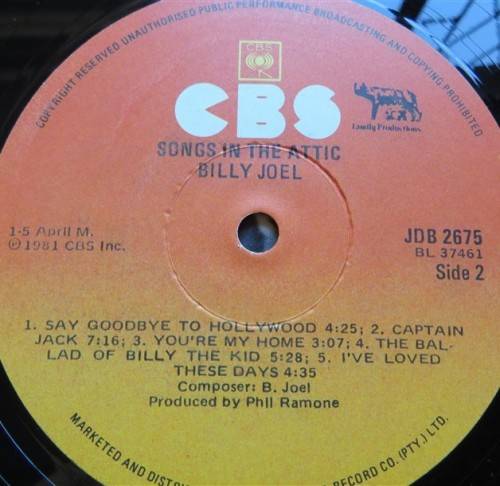 COPYRIGHT RESERVED UNAUTHORISED PUBLIC PERFORMANCE BROADCASTING AND COPYING PROHIBITED
CBS
CBS
Family Productions
SONGS IN THE ATTIC
BILLY JOEL
1-5 April M.
℗1981 CBS Inc.
JDB 2675
BL 37461
Side 2
1. SAY GOODBYE TO HOLLYWOOD 4:25; 2. CAPTAIN
JACK 7:16; 3. YOU'RE MY HOME 3:07; 4. THE BAL-
LAD OF BILLY THE KID 5:28; 5. I'VE LOVED
THESE DAYS 4:35
Composer: B. Joel
Produced by Phil Ramone
MARKETED AND DISTRI RECORD CO. (PTY.) LTD.